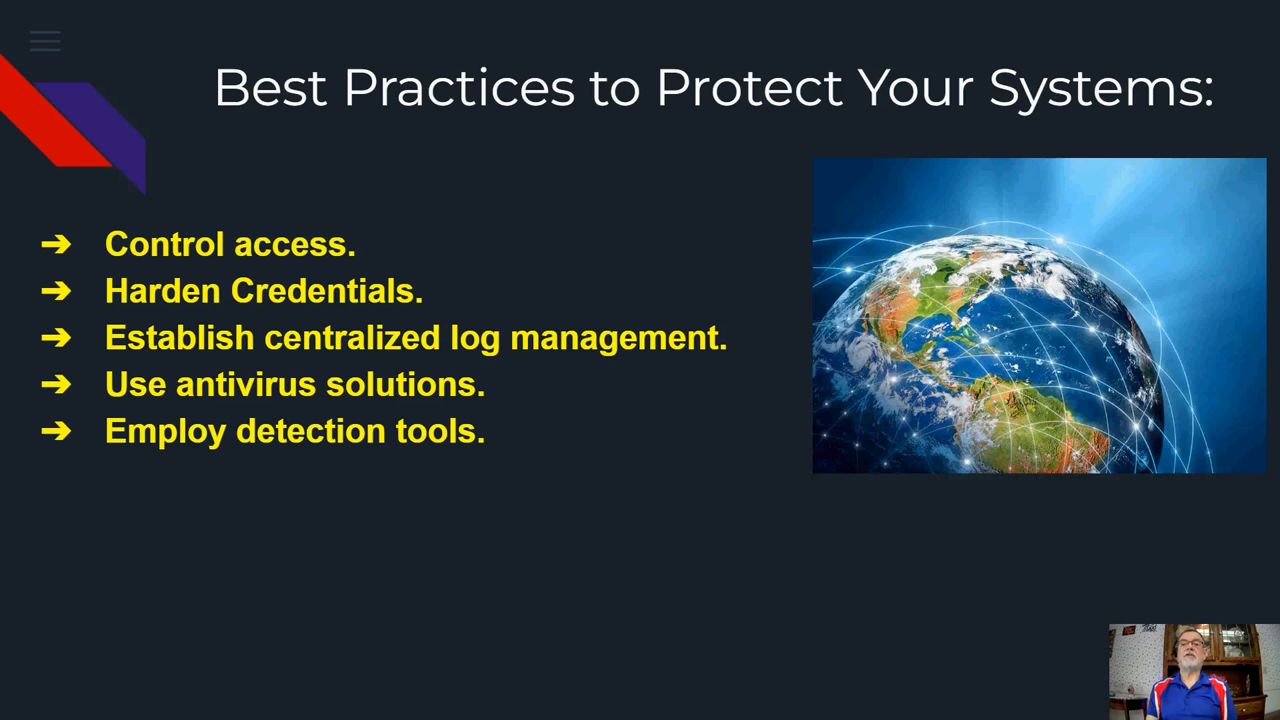 Best Practices to Protect Your Systems:
➔ Control access.
➔ Harden Credentials.
➔ Establish centralized log management.
➔ Use antivirus solutions.
➔ Employ detection tools.